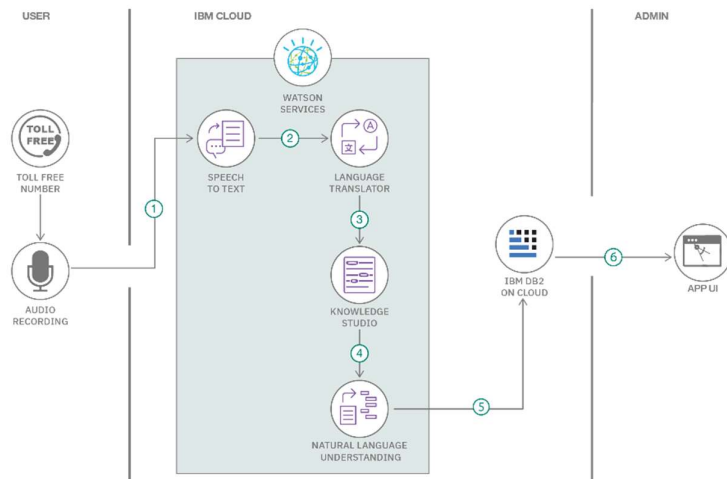 USER
IBM CLOUD
ADMIN
WATSON
SERVICES
TOLL
FREE
TOLL FREE
NUMBER
SPEECH
TO TEXT
2
A
文
LANGUAGE
TRANSLATOR
1
3
AUDIO
RECORDING
KNOWLEDGE
STUDIO
IBM DB2
ON CLOUD
6
APP UI
4
5
NATURAL LANGUAGE
UNDERSTANDING